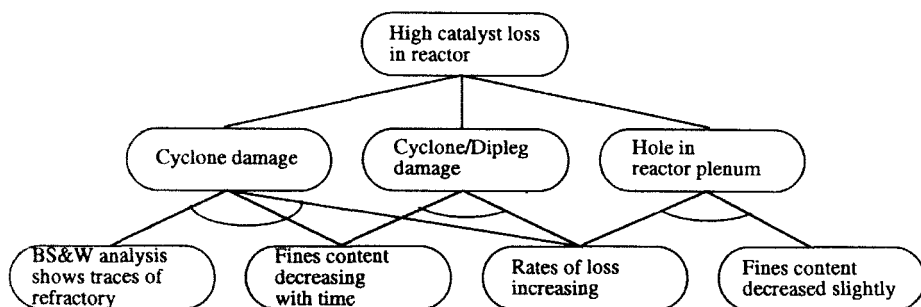 High catalyst loss
in reactor
Cyclone damage
Cyclone/Dipleg
damage
Hole in
reactor plenum
BS&W analysis
shows traces of
refractory
Fines content
decreasing
with time
Rates of loss
increasing
Fines content
decreased slightly